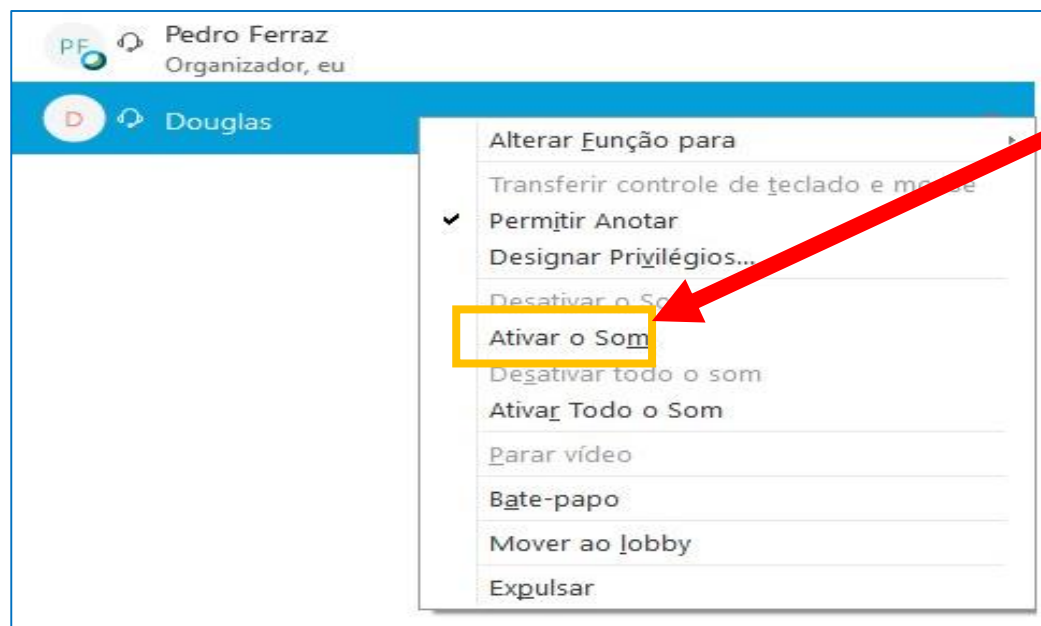 PF
Pedro Ferraz
Organizador, eu
D
Douglas
Alterar Função para
Transferir controle de teclado e mouse
Permitir Anotar
Designar Privilégios...
Desativar o So
Ativar o Som
Desativar todo o som
Ativar Todo o Som
Parar vídeo
Bate-papo
Mover ao lobby
Expulsar